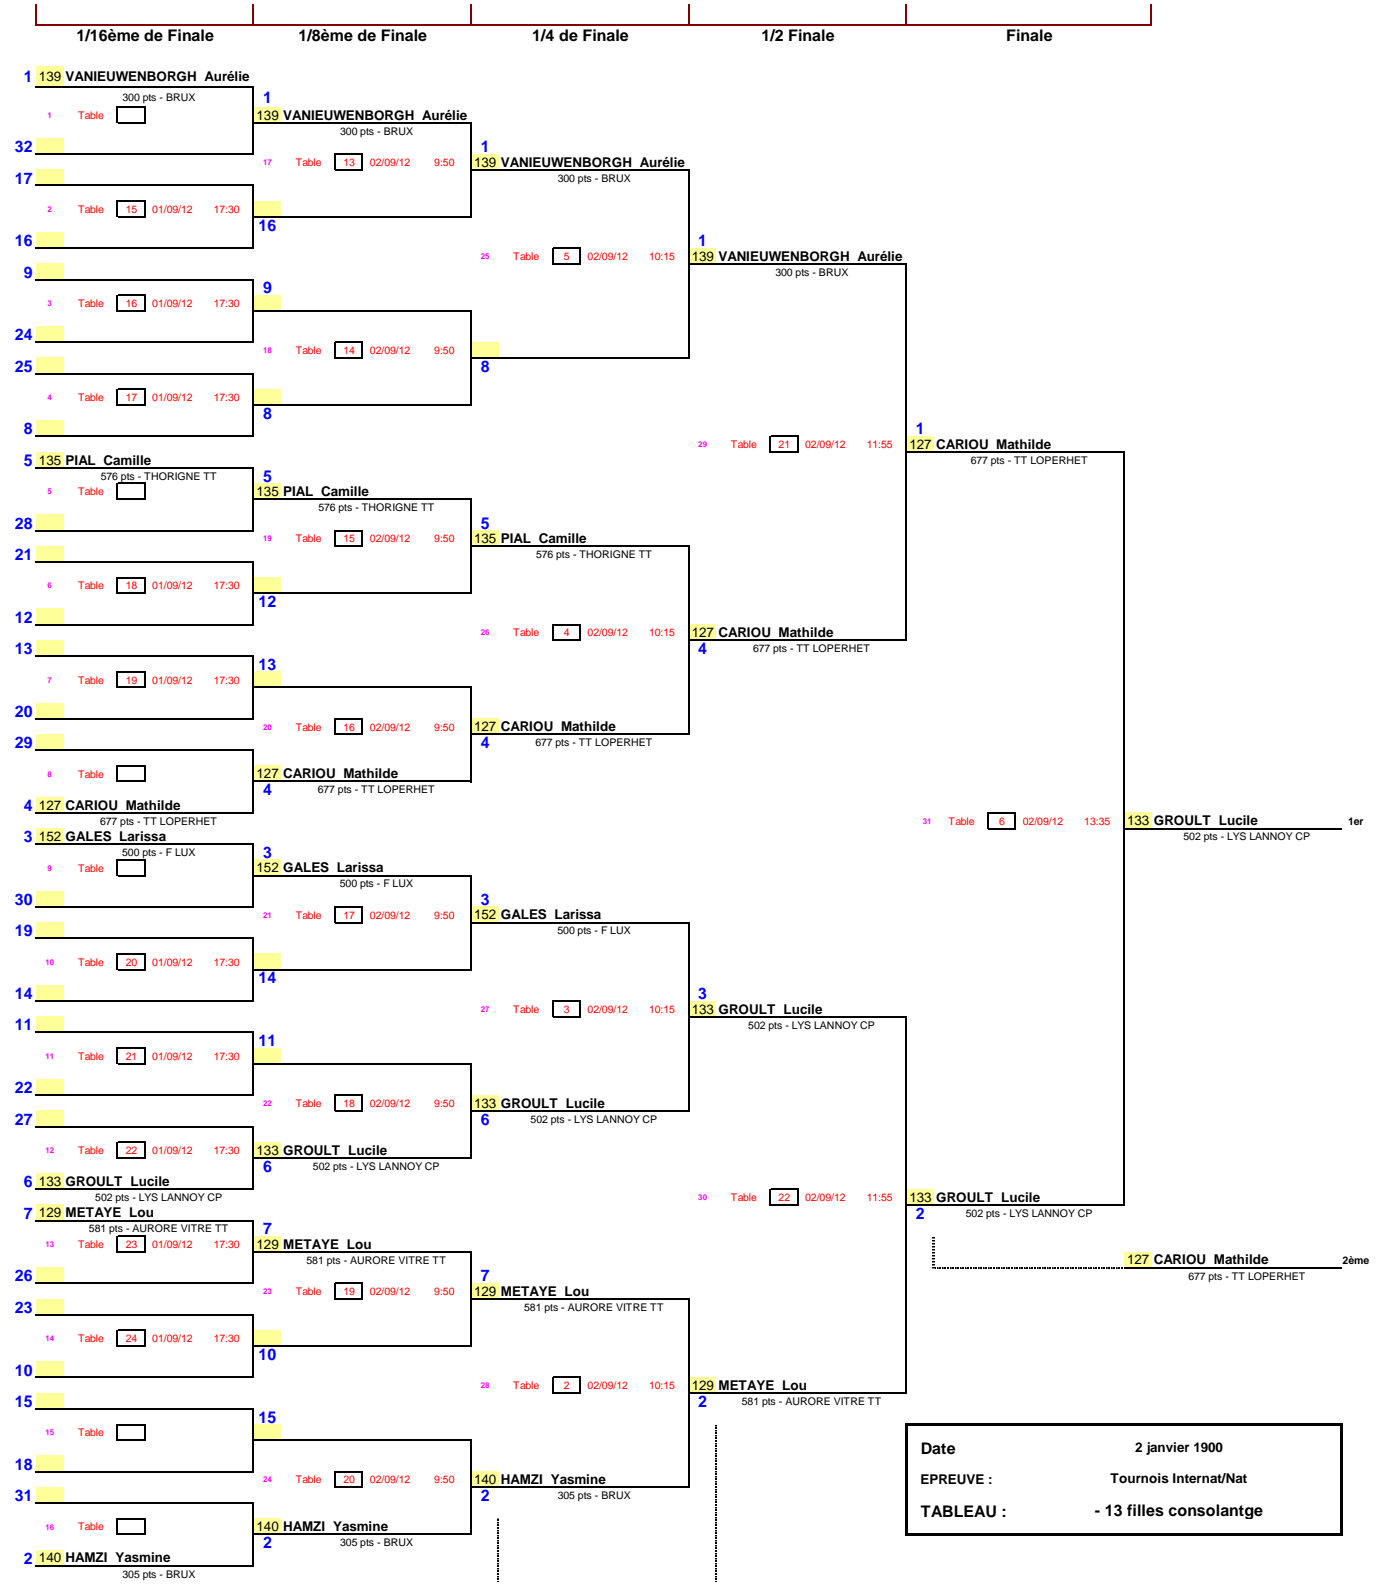 1/16ème de Finale 1/8ème de Finale 1/4 de Finale 1/2 Finale Finale
1 139 VANIEUWENBORGH Aurélie
300 pts - BRUX
1
1 Table
139 VANIEUWENBORGH Aurélie
300 pts - BRUX
32
1
17 Table 13 02/09/12 9:50
139 VANIEUWENBORGH Aurélie
17
300 pts - BRUX
2 Table 15 01/09/12 17:30
16
16
1
25 Table 5 02/09/12 10:15
139 VANIEUWENBORGH Aurélie
9
300 pts - BRUX
9
3 Table 16 01/09/12 17:30
24
18 Table 14 02/09/12 9:50
25
8
4 Table 17 01/09/12 17:30
8
8
1
29 Table 21 02/09/12 11:55
127 CARIOU Mathilde
5 135 PIAL Camille
677 pts - TT LOPERHET
576 pts - THORIGNE TT
5
5 Table
135 PIAL Camille
576 pts - THORIGNE TT
28
5
19 Table 15 02/09/12 9:50
135 PIAL Camille
21
576 pts - THORIGNE TT
6 Table 18 01/09/12 17:30
12
12
26 Table 4 02/09/12 10:15
127 CARIOU Mathilde
13
4
677 pts - TT LOPERHET
13
7 Table 19 01/09/12 17:30
20
20 Table 16 02/09/12 9:50
127 CARIOU Mathilde
29
4
677 pts - TT LOPERHET
8 Table
127 CARIOU Mathilde
4
677 pts - TT LOPERHET
4 127 CARIOU Mathilde
677 pts - TT LOPERHET
31 Table 6 02/09/12 13:35
133 GROULT Lucile 1er
502 pts - LYS LANNOY CP
3 152 GALES Larissa
500 pts - F LUX
3
9 Table
152 GALES Larissa
500 pts - F LUX
30
3
21 Table 17 02/09/12 9:50
152 GALES Larissa
19
500 pts - F LUX
10 Table 20 01/09/12 17:30
14
14
3
27 Table 3 02/09/12 10:15
133 GROULT Lucile
11
502 pts - LYS LANNOY CP
11
11 Table 21 01/09/12 17:30
22
22 Table 18 02/09/12 9:50
133 GROULT Lucile
27
6
502 pts - LYS LANNOY CP
12 Table 22 01/09/12 17:30
133 GROULT Lucile
6
502 pts - LYS LANNOY CP
6 133 GROULT Lucile
502 pts - LYS LANNOY CP
30 Table 22 02/09/12 11:55
133 GROULT Lucile
2
502 pts - LYS LANNOY CP
7 129 METAYE Lou
581 pts - AURORE VITRE TT
7
13 Table 23 01/09/12 17:30
129 METAYE Lou
581 pts - AURORE VITRE TT
127 CARIOU Mathilde 2ème
677 pts - TT LOPERHET
26
7
23 Table 19 02/09/12 9:50
129 METAYE Lou
23
581 pts - AURORE VITRE TT
14 Table 24 01/09/12 17:30
10
10
28 Table 2 02/09/12 10:15
129 METAYE Lou
15
2
581 pts - AURORE VITRE TT
15
15 Table
18
24 Table 20 02/09/12 9:50
140 HAMZI Yasmine
31
2
305 pts - BRUX
16 Table
140 HAMZI Yasmine
2
305 pts - BRUX
2 140 HAMZI Yasmine
305 pts - BRUX
Date 2 janvier 1900
EPREUVE : Tournois Internat/Nat
TABLEAU : - 13 filles consolantge